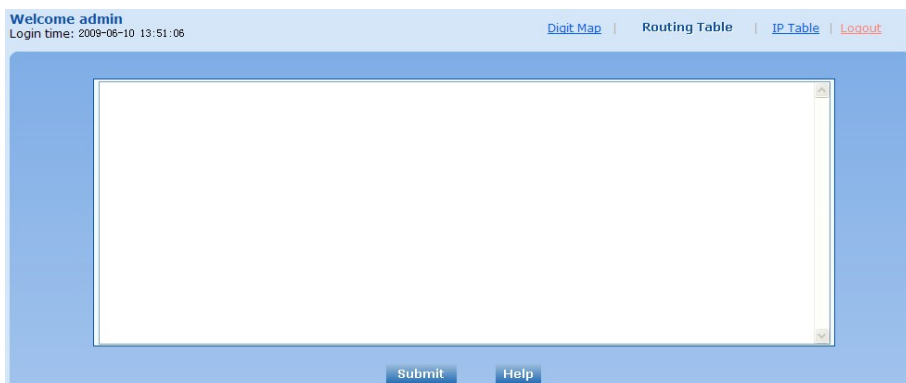 Welcome admin
Login time: 2009-06-10 13:51:06
Digit Map | Routing Table | IP Table | Logout
Submit Help